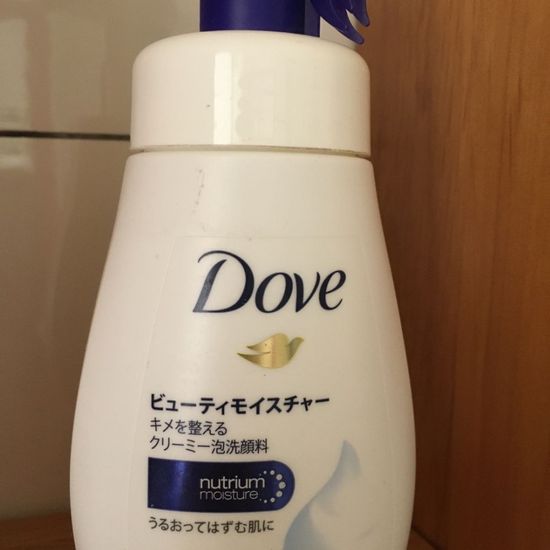 Dove
ビューティモイスチャー
キメを整える
クリーミー泡洗顔料
nutrium
moisture
うるおってはずむ肌に